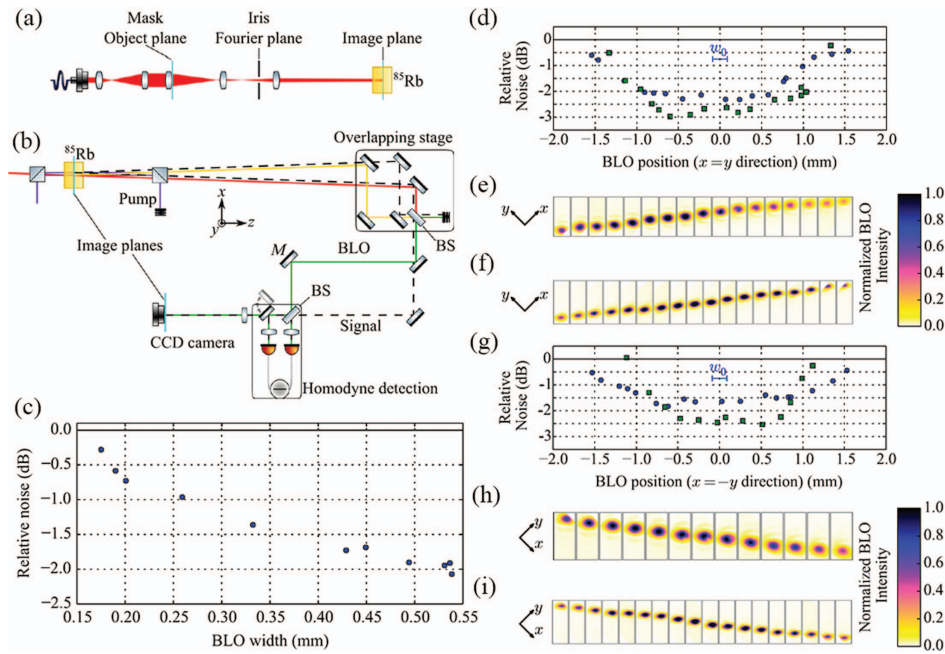 (a)
Mask
Object plane
Iris
Fourier plane
Image plane
⁸⁵Rb
(b)
⁸⁵Rb
Pump
Overlapping stage
x
y
z
BS
BLO
Image planes
M
BS
CCD camera
Signal
Homodyne detection
(c)
Relative noise (dB)
0.0
−0.5
−1.0
−1.5
−2.0
−2.5
0.15 0.20 0.25 0.30 0.35 0.40 0.45 0.50 0.55
BLO width (mm)
(d)
Relative
Noise (dB)
0
−1
−2
−3
w₀
−2.0 −1.5 −1.0 −0.5 0.0 0.5 1.0 1.5 2.0
BLO position (x=y direction) (mm)
(e)
y x
(f)
y x
Normalized BLO
Intensity
1.0
0.8
0.6
0.4
0.2
0.0
(g)
Relative
Noise (dB)
0
−1
−2
−3
w₀
2.0 −1.5 −1.0 −0.5 0.0 0.5 1.0 1.5 2.0
BLO position (x=−y direction) (mm)
(h)
y
x
(i)
y
x
Normalized BLO
Intensity
1.0
0.8
0.6
0.4
0.2
0.0